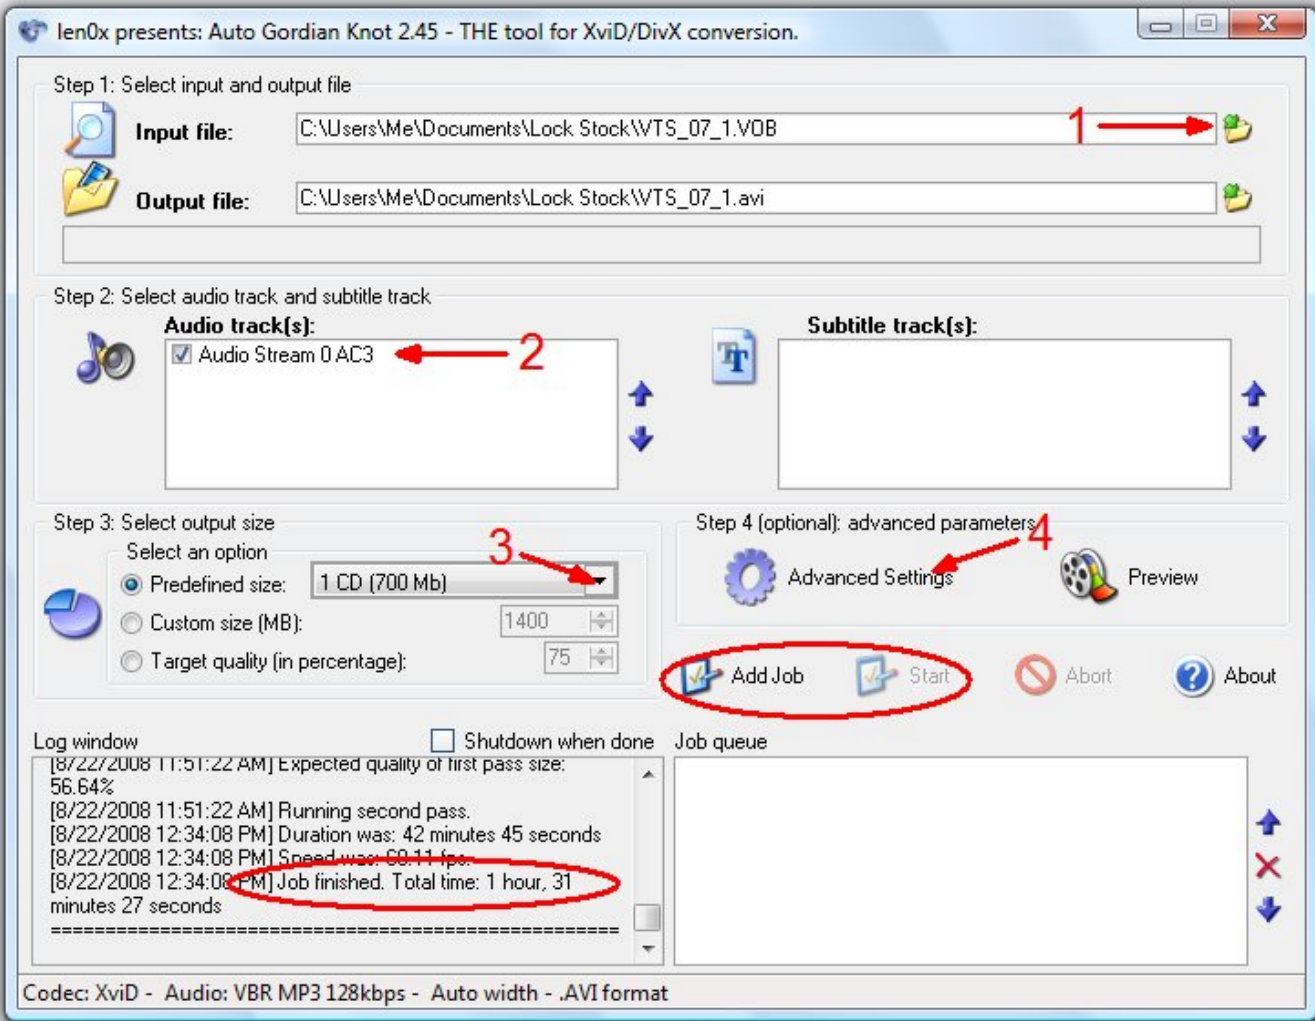 len0x presents: Auto Gordian Knot 2.45 - THE tool for XviD/DivX conversion.
Step 1: Select input and output file
Input file:
C:\Users\Me\Documents\Lock Stock\VTS_07_1.VOB
1
Output file:
C:\Users\Me\Documents\Lock Stock\VTS_07_1.avi
Step 2: Select audio track and subtitle track
Audio track(s):
Audio Stream 0 AC3
2
Subtitle track(s):
Step 3: Select output size
Select an option
Predefined size:
1 CD (700 Mb)
3
Custom size (MB):
1400
Target quality (in percentage):
75
Step 4 (optional): advanced parameters
4
Advanced Settings
Preview
Add Job
Start
Abort
About
Log window
Shutdown when done
Job queue
[8/22/2008 11:51:22 AM] Expected quality of first pass size:
56.64%
[8/22/2008 11:51:22 AM] Running second pass.
[8/22/2008 12:34:08 PM] Duration was: 42 minutes 45 seconds
[8/22/2008 12:34:08 PM] Speed was: 60.11 fps.
[8/22/2008 12:34:08 PM] Job finished. Total time: 1 hour, 31
minutes 27 seconds
====================================================
Codec: XviD - Audio: VBR MP3 128kbps - Auto width - .AVI format